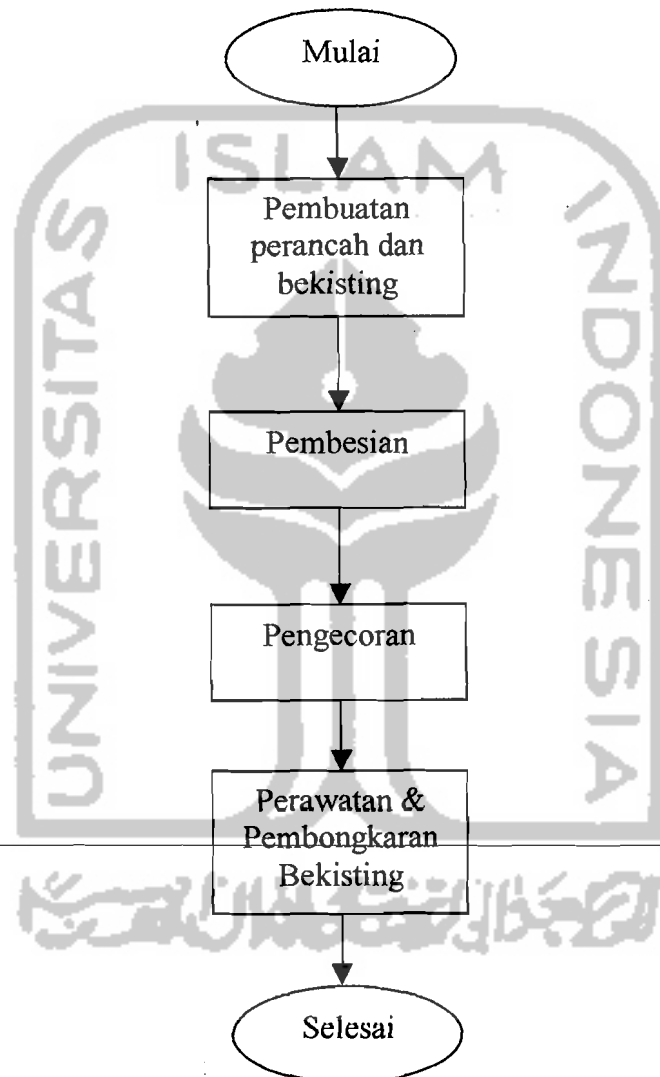 Mulai
ISLAM
UNIVERSITAS
INDONESIA
Pembuatan
perancah dan
bekisting
Pembesian
Pengecoran
Perawatan &
Pembongkaran
Bekisting
Selesai